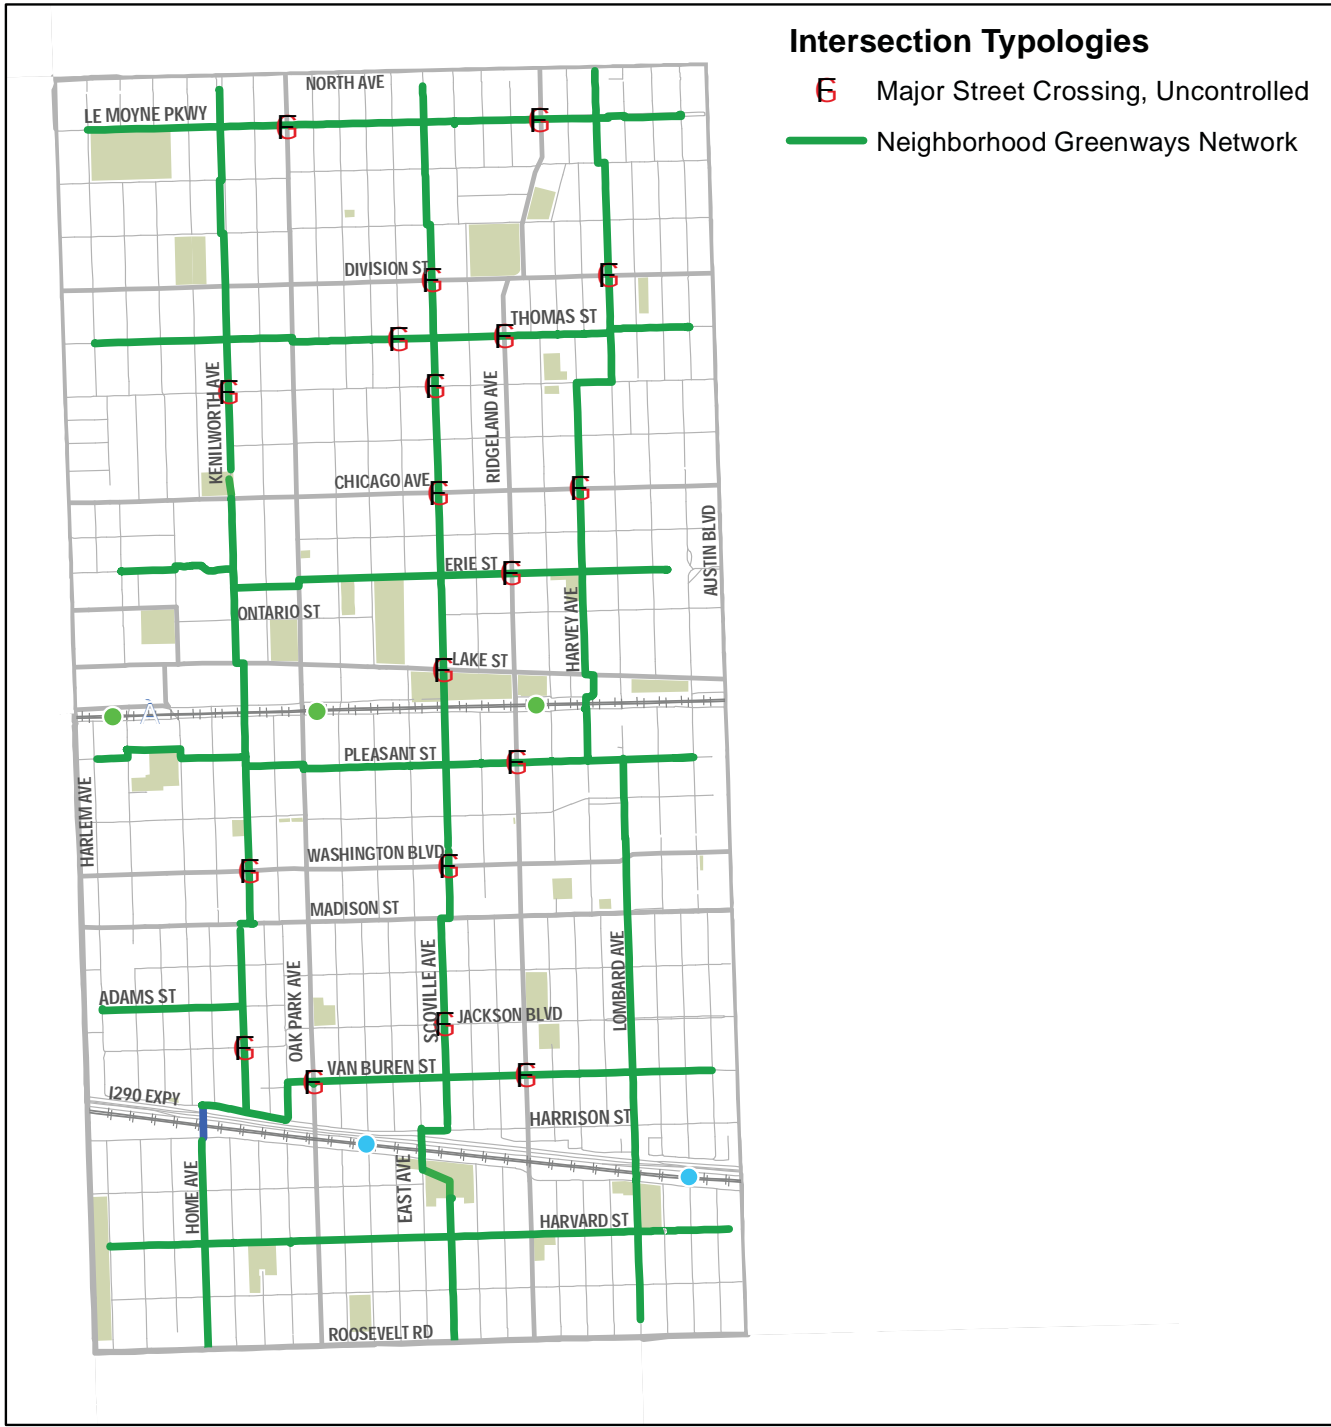 Intersection Typologies
Major Street Crossing, Uncontrolled
Neighborhood Greenways Network
NORTH AVE
LE MOYNE PKWY
DIVISION ST
THOMAS ST
KENILWORTH AVE
RIDGELAND AVE
CHICAGO AVE
AUSTIN BLVD
ERIE ST
HARVEY AVE
ONTARIO ST
LAKE ST
PLEASANT ST
HARLEM AVE
WASHINGTON BLVD
MADISON ST
SCOVILLE AVE
LOMBARD AVE
OAK PARK AVE
ADAMS ST
JACKSON BLVD
VAN BUREN ST
I290 EXPY
HARRISON ST
HOME AVE
EAST AVE
HARVARD ST
ROOSEVELT RD